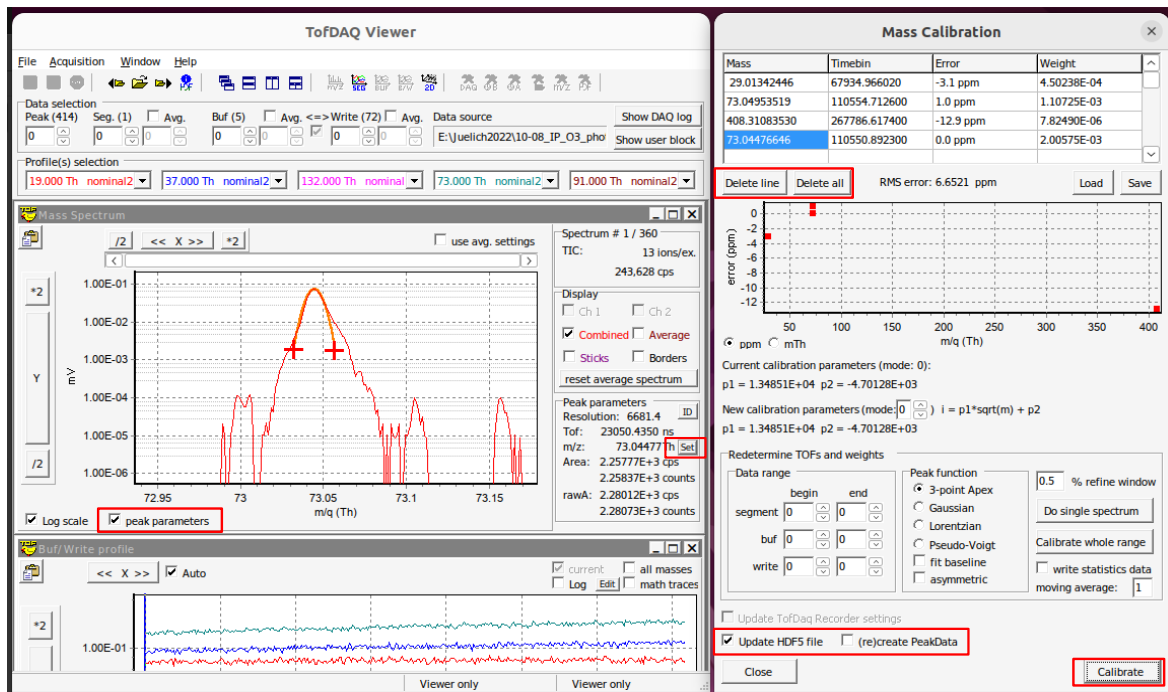 TofDAQ Viewer
File Acquisition Window Help
Data selection
Peak (414) Seg. (1) Avg. Buf (5) Avg. <=> Write (72) Avg. Data source Show DAQ log
0 0 0 0 0 0 0 E:\Juelich2022\10-08_IP_O3_pho Show user block
Profile(s) selection
19.000 Th nominal2 37.000 Th nominal2 132.000 Th nominal 73.000 Th nominal2 91.000 Th nominal2
Mass Spectrum
/2 << X >> *2 use avg. settings
*2
Y
/2
mV
1.00E-01
1.00E-02
1.00E-03
1.00E-04
1.00E-05
1.00E-06
72.95 73 73.05 73.1 73.15
m/q (Th)
Log scale peak parameters
Spectrum # 1 / 360
TIC: 13 ions/ex.
243,628 cps
Display
Ch 1 Ch 2
Combined Average
Sticks Borders
reset average spectrum
Peak parameters
Resolution: 6681.4 ID
Tof: 23050.4350 ns
m/z: 73.04477 Th Set
Area: 2.25777E+3 cps
2.25837E+3 counts
rawA: 2.28012E+3 cps
2.28073E+3 counts
Buf/Write profile
<< X >> Auto
current all masses
Log Edit math traces
*2
1.00E-01
Viewer only Viewer only
Mass Calibration
Mass Timebin Error Weight
29.01342446 67934.966020 -3.1 ppm 4.50238E-04
73.04953519 110554.712600 1.0 ppm 1.10725E-03
408.31083530 267786.617400 -12.9 ppm 7.82490E-06
73.04476646 110550.892300 0.0 ppm 2.00575E-03
Delete line Delete all RMS error: 6.6521 ppm Load Save
error (ppm)
0
-2
-4
-6
-8
-10
-12
50 100 150 200 250 300 350 400
ppm mTh m/q (Th)
Current calibration parameters (mode: 0):
p1 = 1.34851E+04 p2 = -4.70128E+03
New calibration parameters (mode: 0 ) i = p1*sqrt(m) + p2
p1 = 1.34851E+04 p2 = -4.70128E+03
Redetermine TOFs and weights
Data range
begin end
segment 0 0
buf 0 0
write 0 0
Peak function
3-point Apex
Gaussian
Lorentzian
Pseudo-Voigt
fit baseline
asymmetric
0.5 % refine window
Do single spectrum
Calibrate whole range
write statistics data
moving average: 1
Update TofDaq Recorder settings
Update HDF5 file (re)create PeakData
Close Calibrate